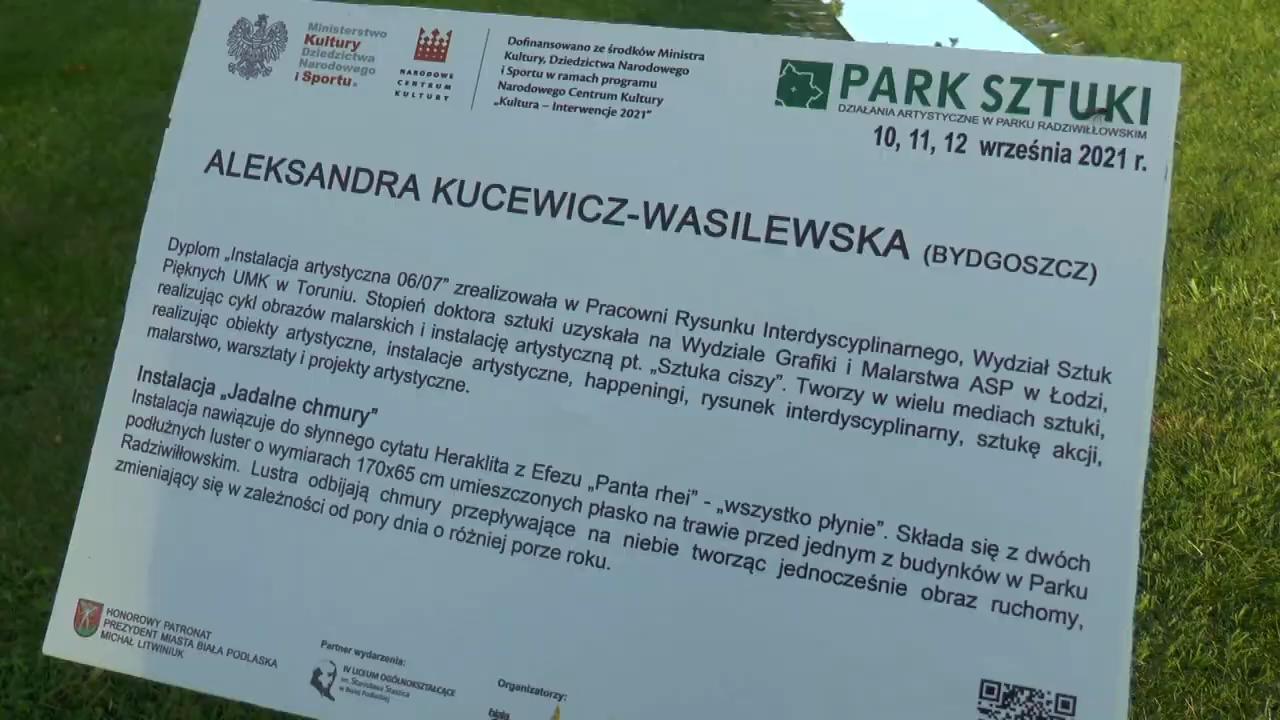 Ministerstwo
Kultury
Dziedzictwa
Narodowego
i Sportu.
NARODOWE
CENTRUM
KULTURY
Dofinansowano ze środków Ministra
Kultury, Dziedzictwa Narodowego
i Sportu w ramach programu
Narodowego Centrum Kultury
„Kultura – Interwencje 2021”
PARK SZTUKI
DZIAŁANIA ARTYSTYCZNE W PARKU RADZIWIŁŁOWSKIM
10, 11, 12 września 2021 r.
ALEKSANDRA KUCEWICZ-WASILEWSKA (BYDGOSZCZ)
Dyplom „Instalacja artystyczna 06/07” zrealizowała w Pracowni Rysunku Interdyscyplinarnego, Wydział Sztuk
Pięknych UMK w Toruniu. Stopień doktora sztuki uzyskała na Wydziale Grafiki i Malarstwa ASP w Łodzi,
realizując cykl obrazów malarskich i instalację artystyczną pt. „Sztuka ciszy”. Tworzy w wielu mediach sztuki,
realizując obiekty artystyczne, instalacje artystyczne, happeningi, rysunek interdyscyplinarny, sztukę akcji,
malarstwo, warsztaty i projekty artystyczne.
Instalacja „Jadalne chmury”
Instalacja nawiązuje do słynnego cytatu Heraklita z Efezu „Panta rhei” - „wszystko płynie”. Składa się z dwóch
podłużnych luster o wymiarach 170x65 cm umieszczonych płasko na trawie przed jednym z budynków w Parku
Radziwiłłowskim. Lustra odbijają chmury przepływające na niebie tworząc jednocześnie obraz ruchomy,
zmieniający się w zależności od pory dnia o różniej porze roku.
HONOROWY PATRONAT
PREZYDENT MIASTA BIAŁA PODLASKA
MICHAŁ LITWINIUK
Partner wydarzenia:
IV LICEUM OGÓLNOKSZTAŁCĄCE
im. Stanisława Staszica
w Białej Podlaskiej
Organizatorzy:
biała